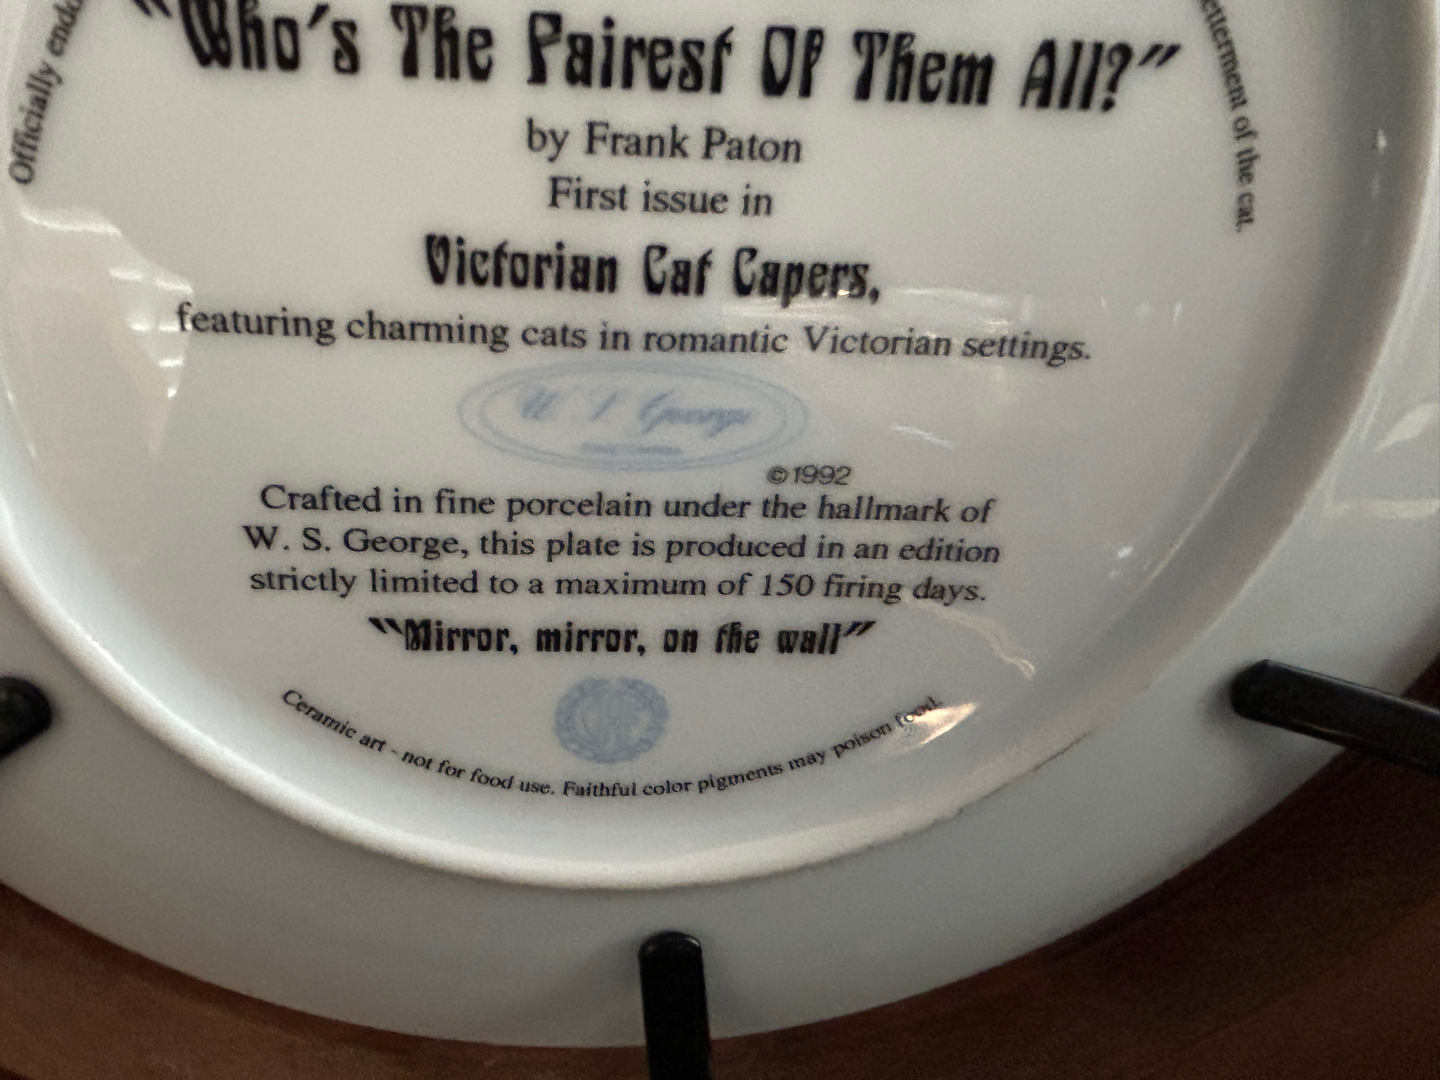 Officially endo
"Who's The Fairest Of Them All?"
by Frank Paton
First issue in
Victorian Cat Capers,
featuring charming cats in romantic Victorian settings.
W. S. George
©1992
Crafted in fine porcelain under the hallmark of
W. S. George, this plate is produced in an edition
strictly limited to a maximum of 150 firing days.
"Mirror, mirror, on the wall"
Ceramic art - not for food use. Faithful color pigments may poison food.
etterment of the cat.